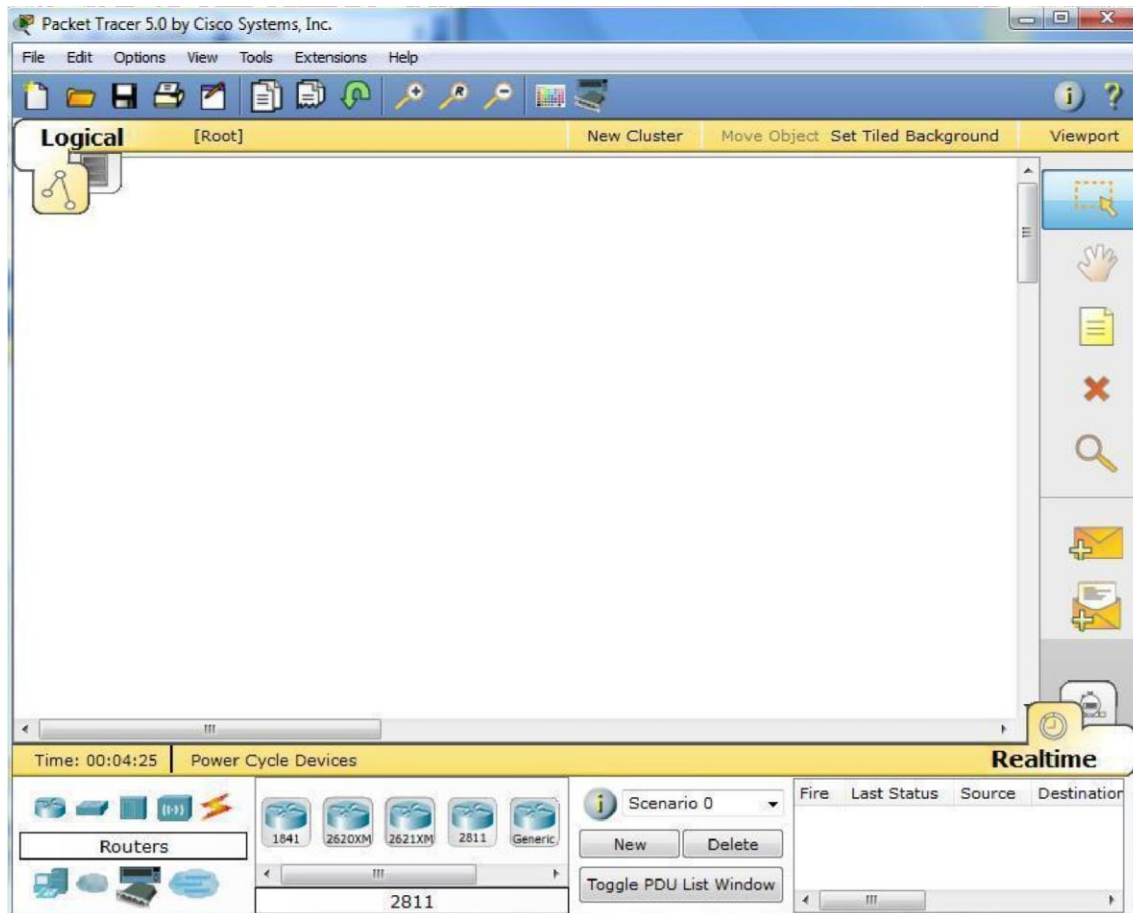 Packet Tracer 5.0 by Cisco Systems, Inc.
File Edit Options View Tools Extensions Help
Logical [Root] New Cluster Move Object Set Tiled Background Viewport
Time: 00:04:25 Power Cycle Devices Realtime
Routers
1841 2620XM 2621XM 2811 Generic
2811
Scenario 0
New Delete
Toggle PDU List Window
Fire Last Status Source Destination